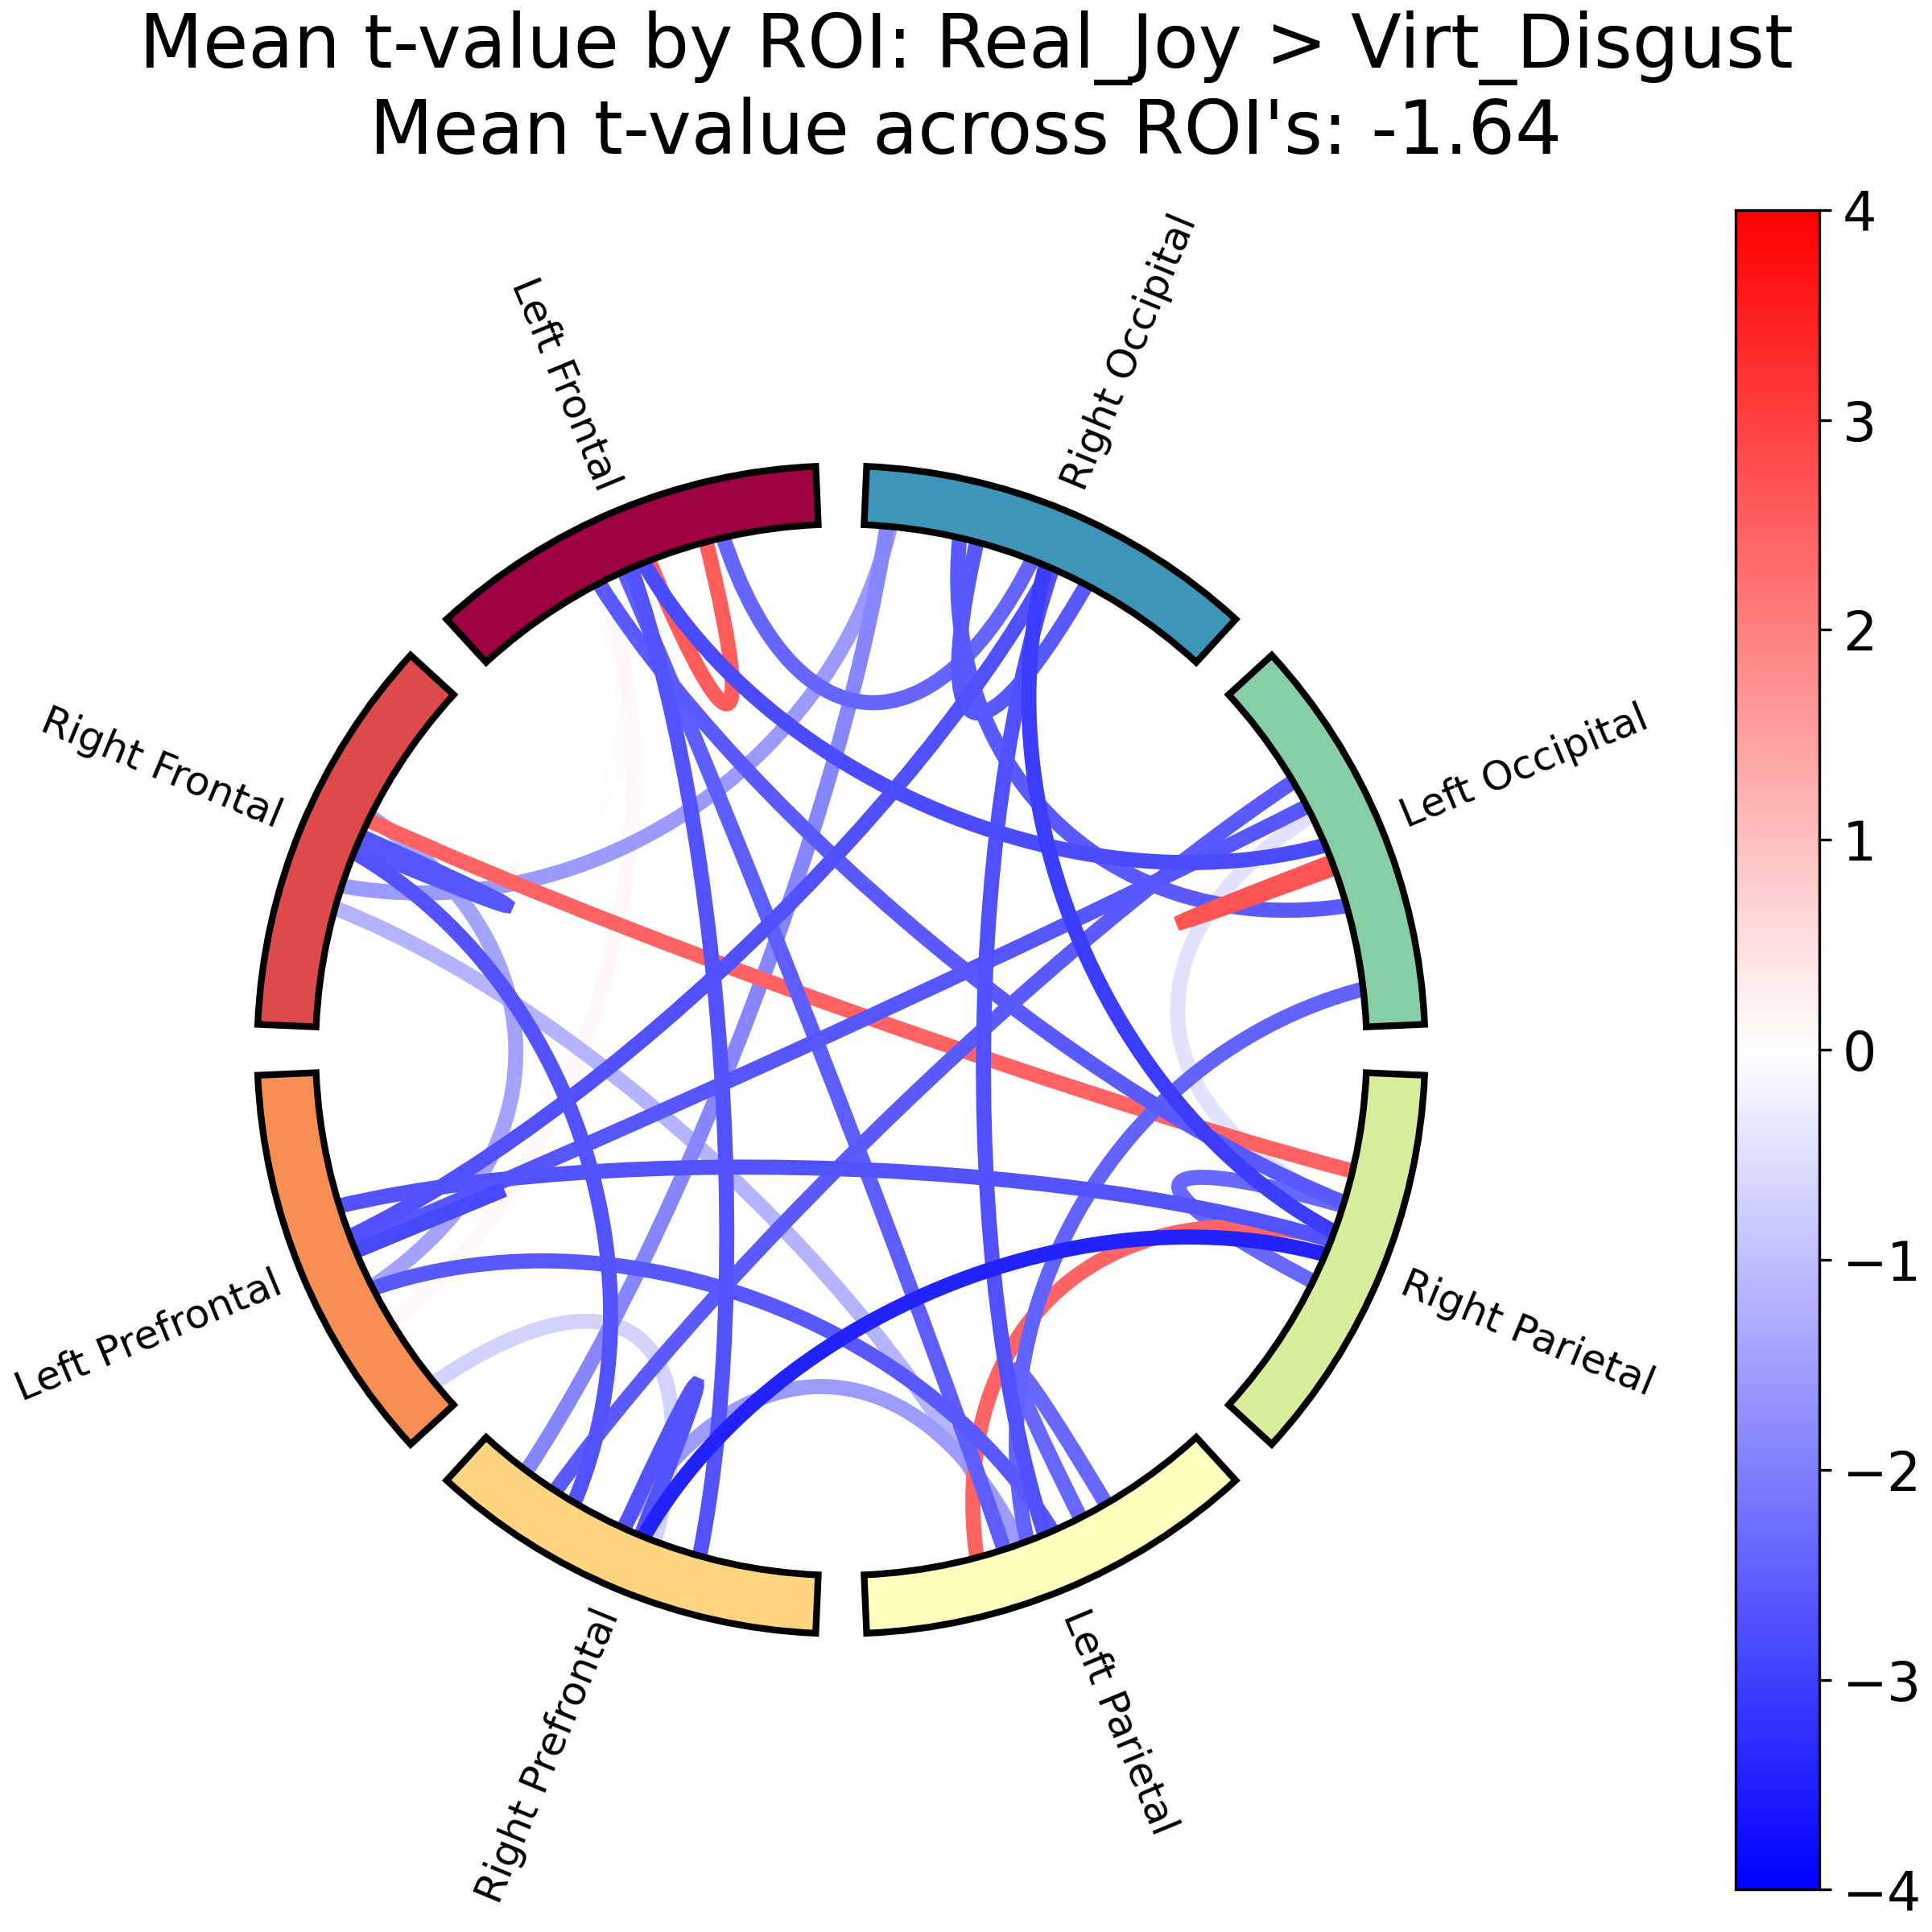 Mean t-value by ROI: Real_Joy > Virt_Disgust
Mean t-value across ROI's: -1.64
Left Frontal
Right Occipital
Right Frontal
Left Occipital
Left Prefrontal
Right Parietal
Right Prefrontal
Left Parietal
4
3
2
1
0
−1
−2
−3
−4